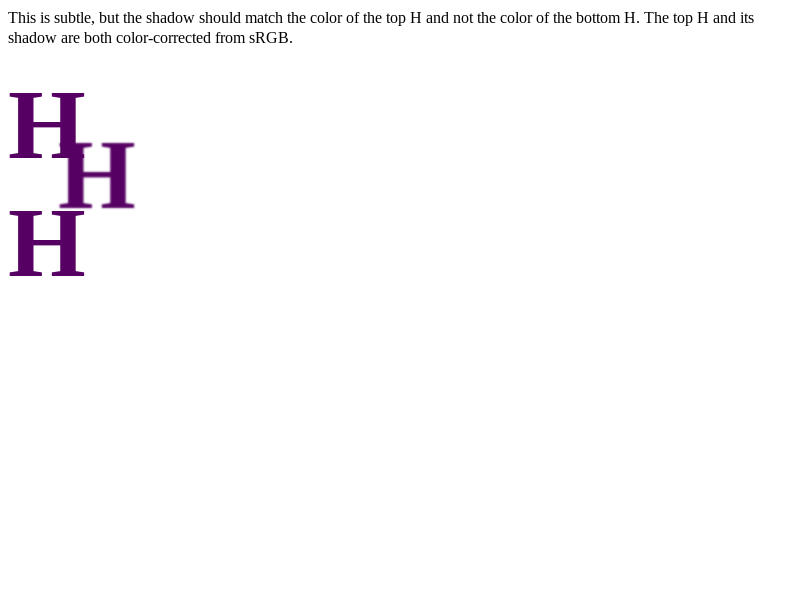 This is subtle, but the shadow should match the color of the top H and not the color of the bottom H. The top H and its
shadow are both color-corrected from sRGB.
H
H
H